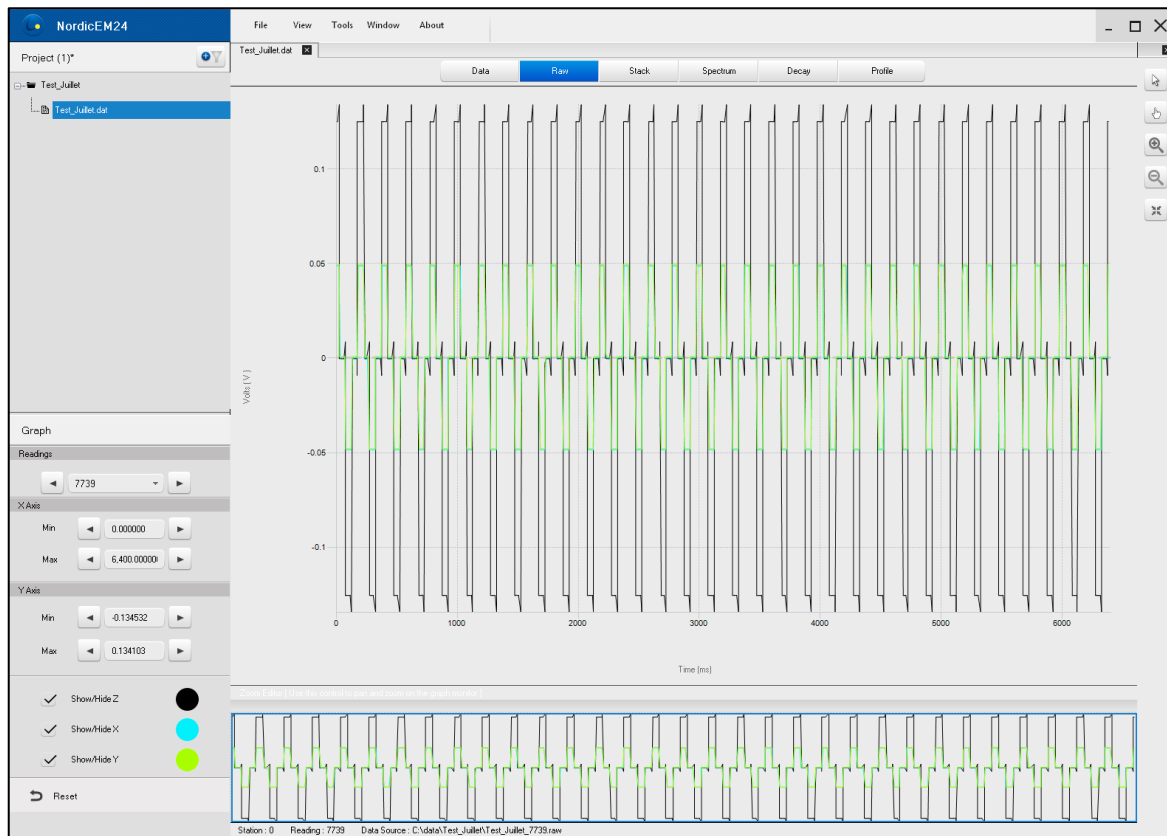 NordicEM24
File View Tools Window About
Project (1)*
Test_Juillet.dat
Data Raw Stack Spectrum Decay Profile
Test_Juillet
Test_Juillet.dat
0.1
0.05
0
-0.05
-0.1
Volts ( V )
0 1000 2000 3000 4000 5000 6000
Time (ms)
Graph
Readings
7739
X Axis
Min 0.000000
Max 6,400.00000
Y Axis
Min -0.134532
Max 0.134103
Show/Hide Z
Show/Hide X
Show/Hide Y
Reset
Zoom Editor ( Use this control to pan and zoom on the graph monitor )
Station : 0 Reading : 7739 Data Source : C:\data\Test_Juillet\Test_Juillet_7739.raw